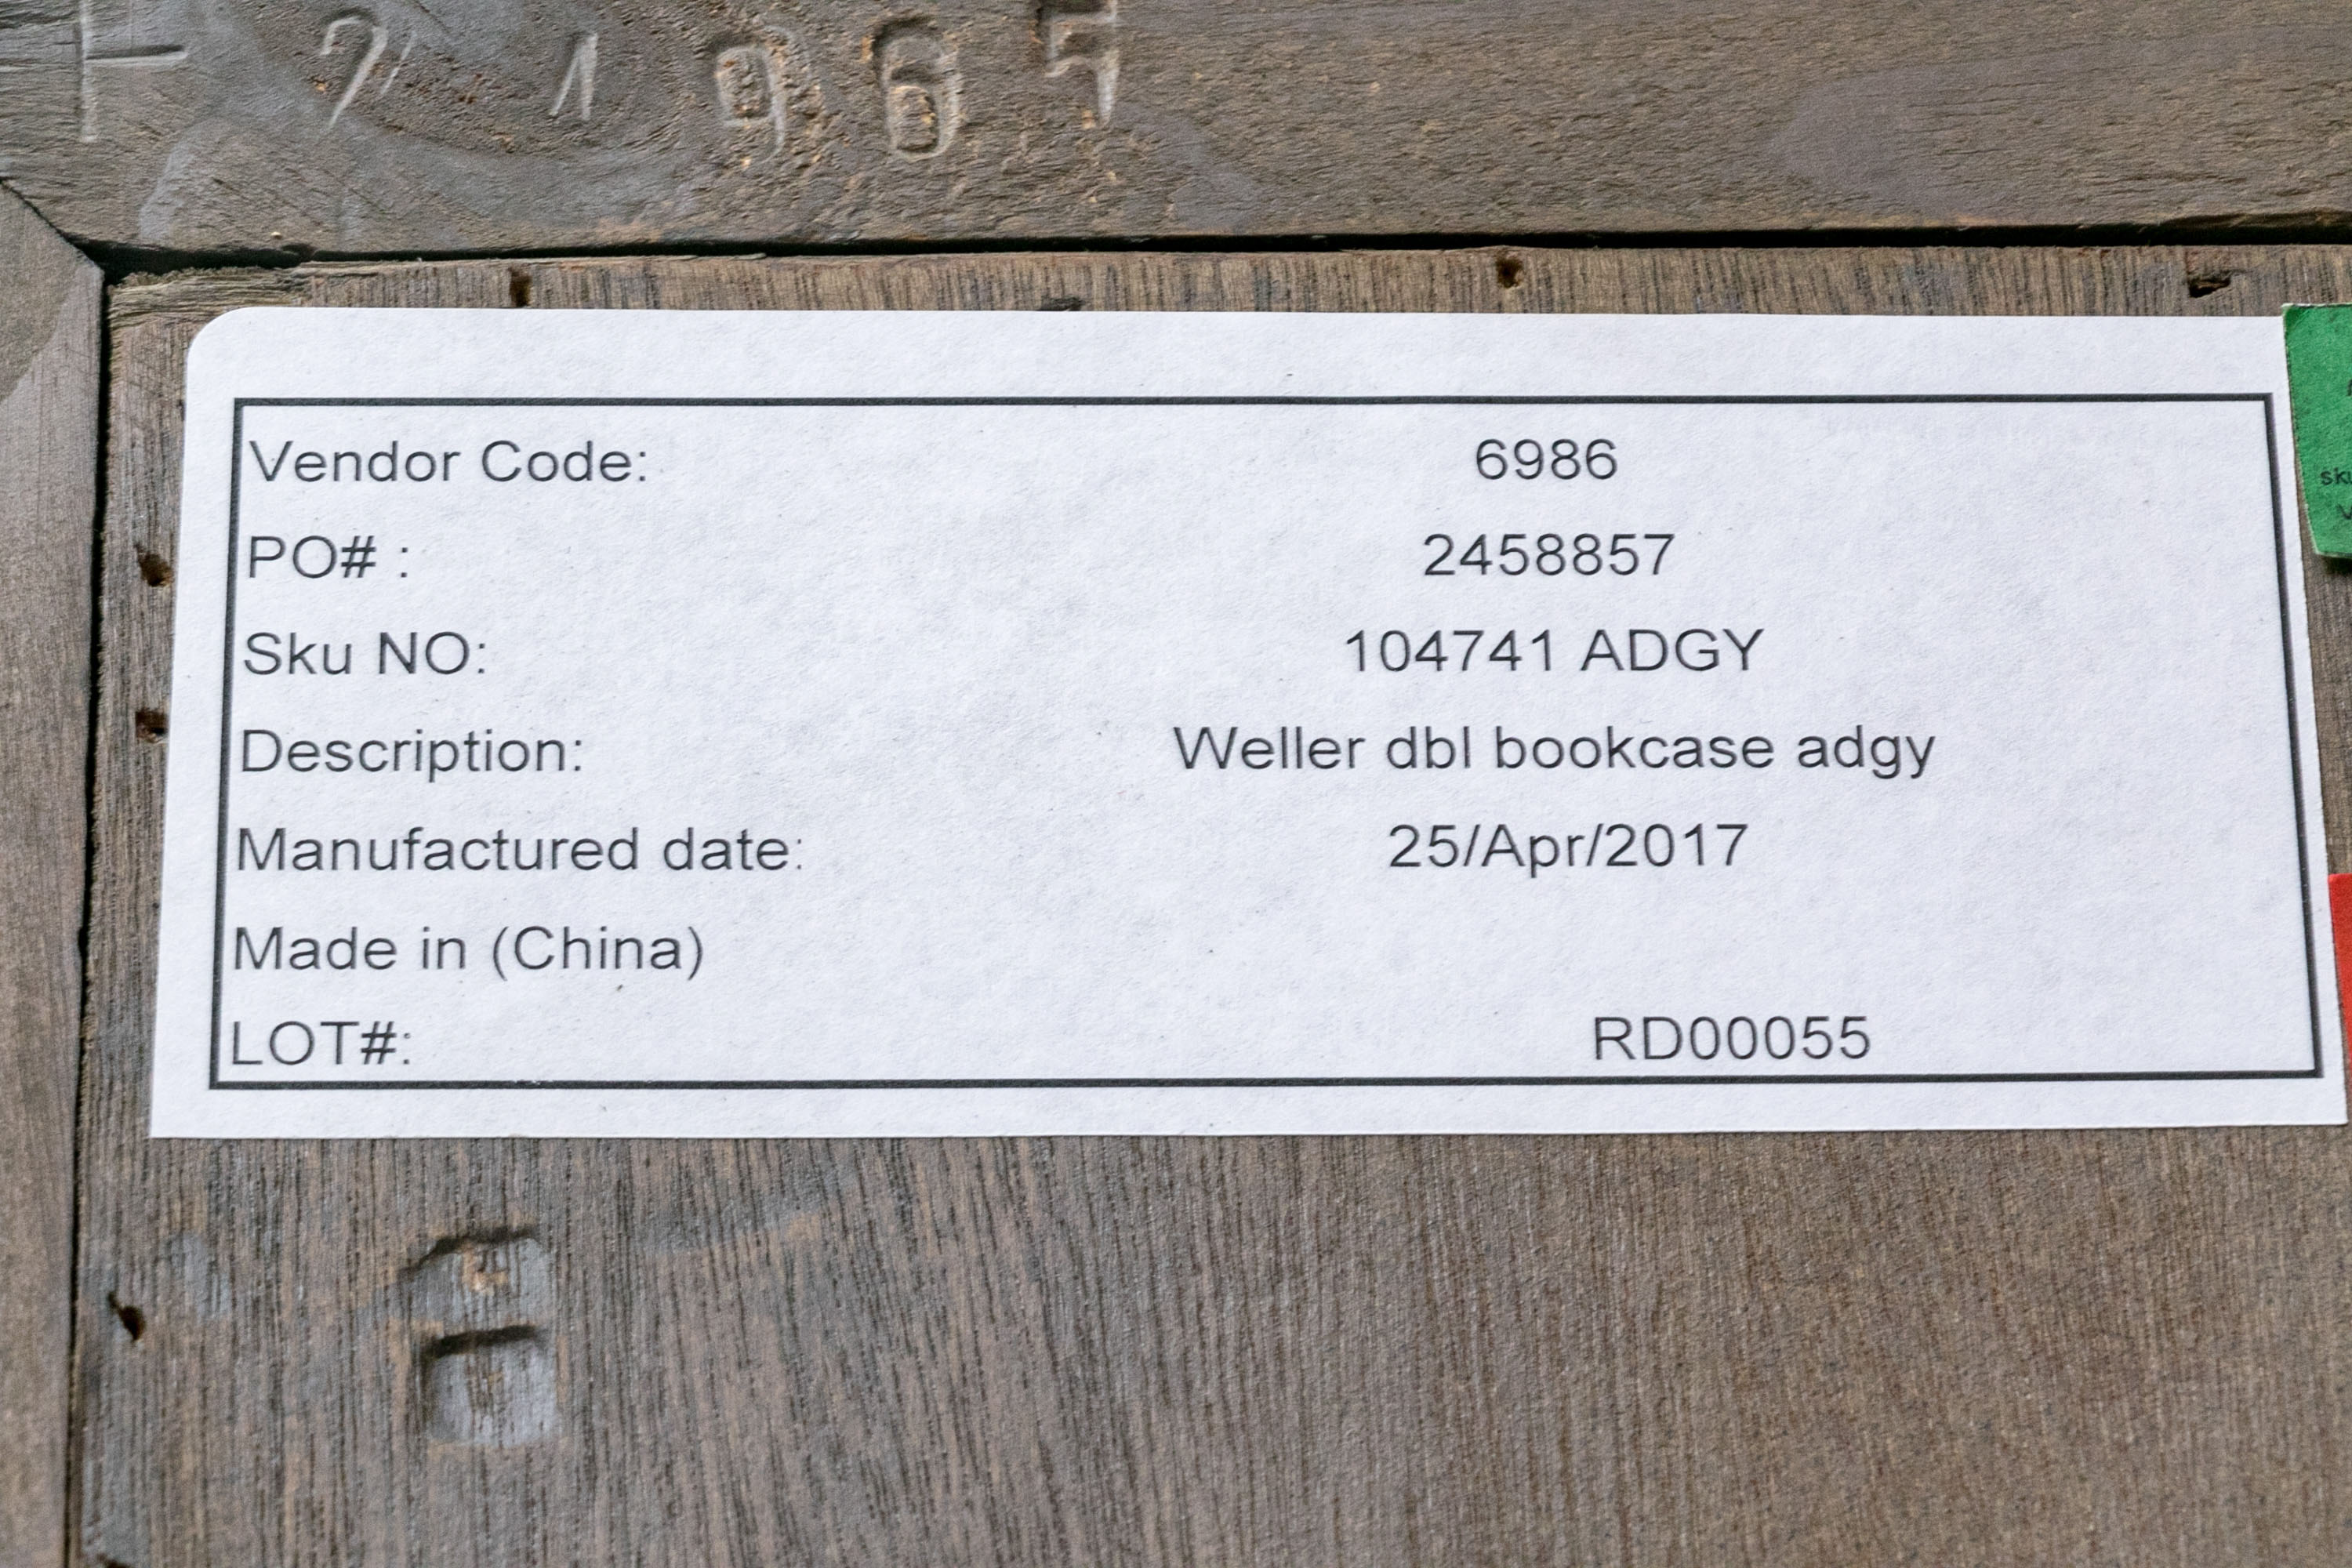 21965
Vendor Code: 6986
PO# : 2458857
Sku NO: 104741 ADGY
Description: Weller dbl bookcase adgy
Manufactured date: 25/Apr/2017
Made in (China)
LOT#: RD00055